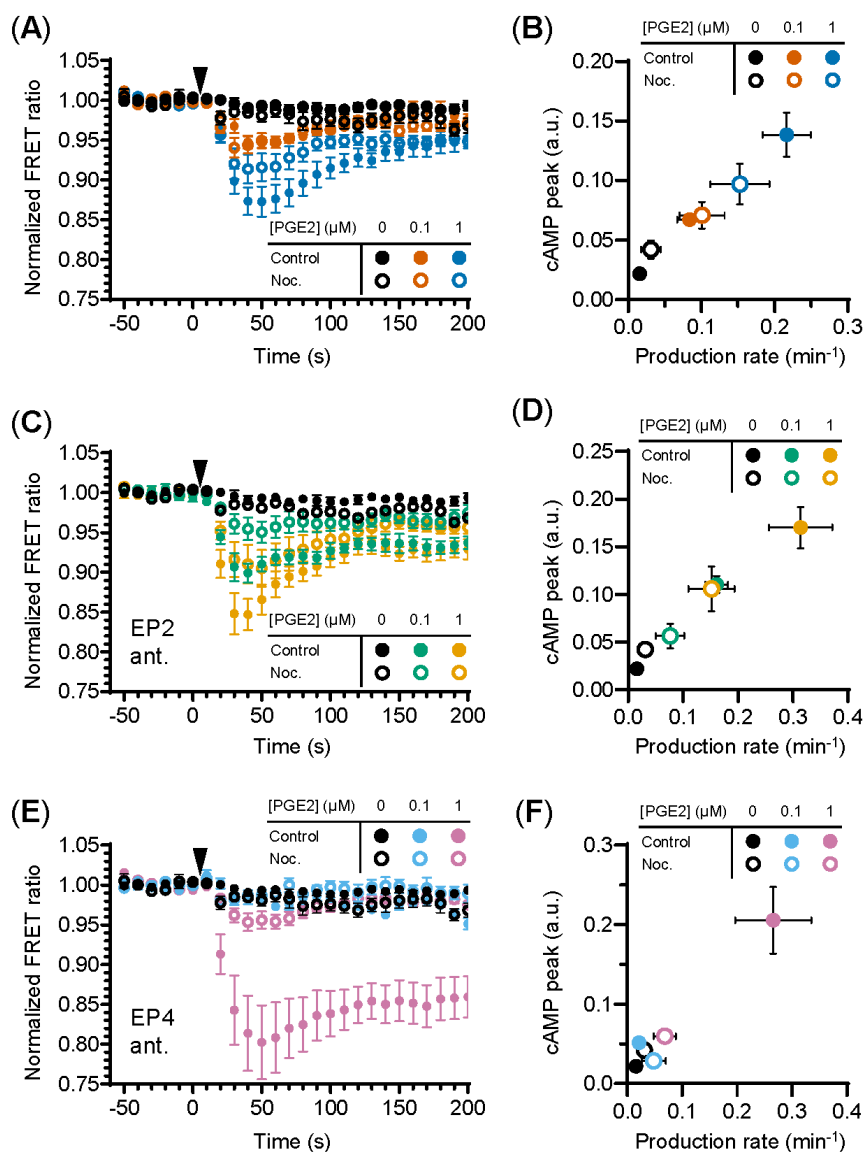 (A)
Normalized FRET ratio
1.05
1.00
0.95
0.90
0.85
0.80
0.75
-50 0 50 100 150 200
Time (s)
[PGE2] (µM) 0 0.1 1
Control
Noc.
(B)
cAMP peak (a.u.)
0.20
0.15
0.10
0.05
0.00
0.0 0.1 0.2 0.3
Production rate (min⁻¹)
[PGE2] (µM) 0 0.1 1
Control
Noc.
(C)
Normalized FRET ratio
1.05
1.00
0.95
0.90
0.85
0.80
0.75
-50 0 50 100 150 200
Time (s)
EP2
ant.
[PGE2] (µM) 0 0.1 1
Control
Noc.
(D)
cAMP peak (a.u.)
0.25
0.20
0.15
0.10
0.05
0.00
0.0 0.1 0.2 0.3 0.4
Production rate (min⁻¹)
[PGE2] (µM) 0 0.1 1
Control
Noc.
(E)
Normalized FRET ratio
1.05
1.00
0.95
0.90
0.85
0.80
0.75
-50 0 50 100 150 200
Time (s)
EP4
ant.
[PGE2] (µM) 0 0.1 1
Control
Noc.
(F)
cAMP peak (a.u.)
0.3
0.2
0.1
0.0
0.0 0.1 0.2 0.3 0.4
Production rate (min⁻¹)
[PGE2] (µM) 0 0.1 1
Control
Noc.